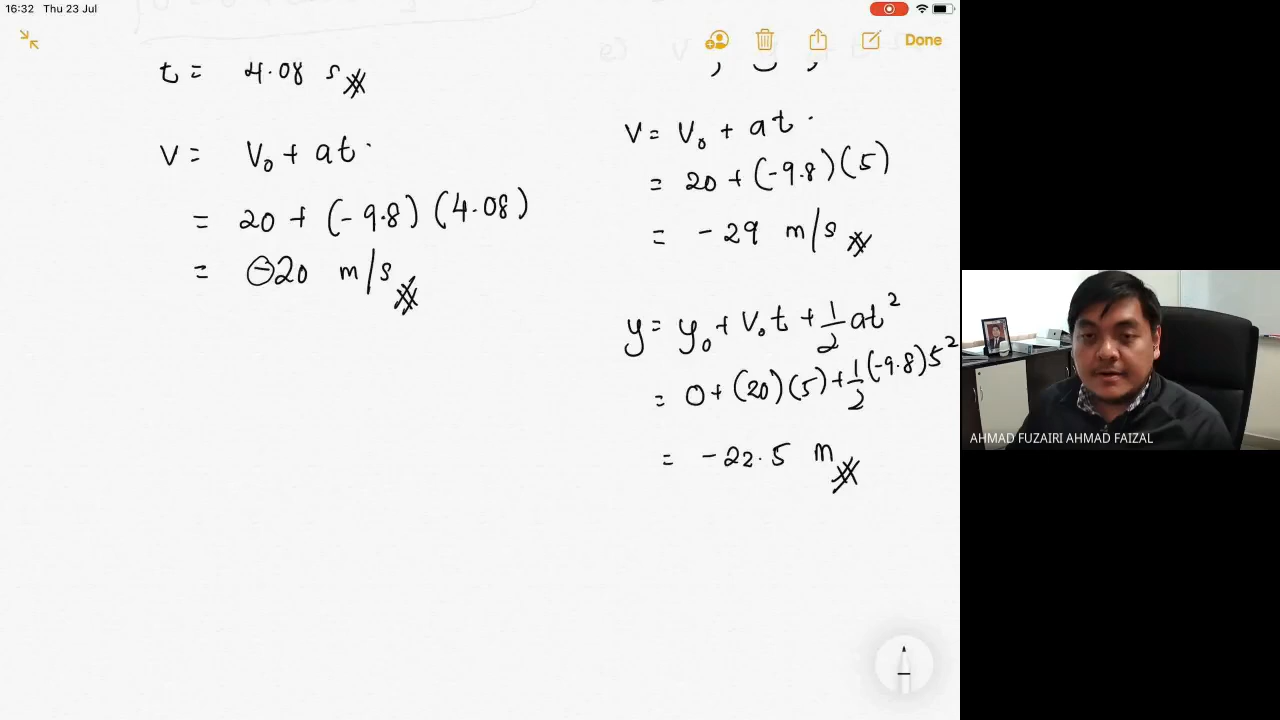 16:32 Thu 23 Jul
Done
t = 4.08 s
v = v₀ + at
= 20 + (-9.8) (4.08)
= -20 m/s
v = v₀ + at
= 20 + (-9.8)(5)
= -29 m/s
y = y₀ + v₀t + 1/2 at²
= 0 + (20)(5) + 1/2 (-9.8) 5²
= -22.5 m
AHMAD FUZAIRI AHMAD FAIZAL